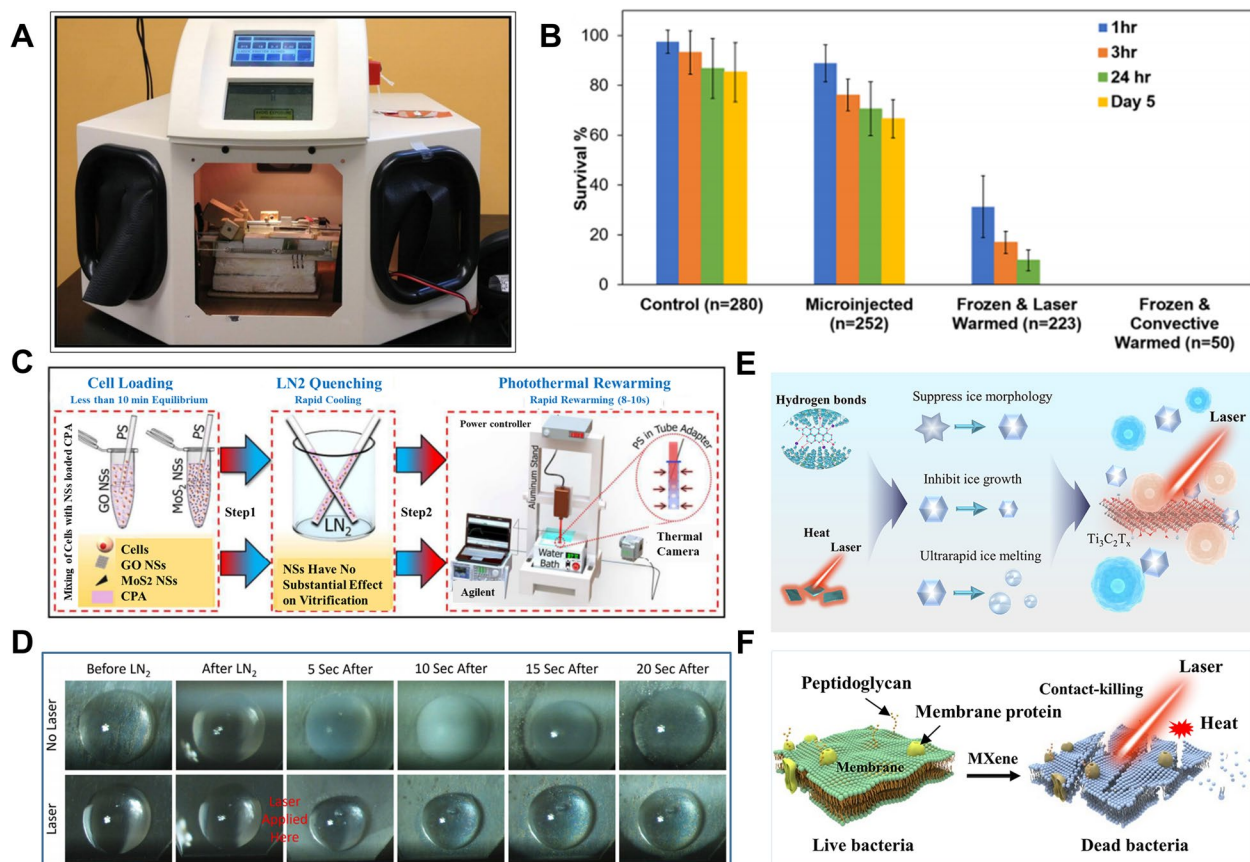 A
B
100
80
60
40
20
0
Survival %
1hr
3hr
24 hr
Day 5
Control (n=280)
Microinjected
(n=252)
Frozen & Laser
Warmed (n=223)
Frozen &
Convective
Warmed (n=50)
C
Cell Loading
Less than 10 min Equilibrium
Mixing of Cells with NSs loaded CPA
PS
GO NSs
PS
MoS2 NSs
Cells
GO NSs
MoS2 NSs
CPA
Step1
LN2 Quenching
Rapid Cooling
LN2
NSs Have No
Substantial Effect
on Vitrification
Step2
Photothermal Rewarming
Rapid Rewarming (8-10s)
Power controller
Aluminum Stand
PS in Tube Adapter
Water
Bath
Agilent
Thermal
Camera
E
Hydrogen bonds
Heat
Laser
Suppress ice morphology
Inhibit ice growth
Ultrarapid ice melting
Laser
Ti3C2Tx
D
Before LN2
After LN2
5 Sec After
10 Sec After
15 Sec After
20 Sec After
No Laser
Laser
Laser
Applied
Here
F
Peptidoglycan
Membrane protein
Membrane
Live bacteria
MXene
Contact-killing
Laser
Heat
Dead bacteria